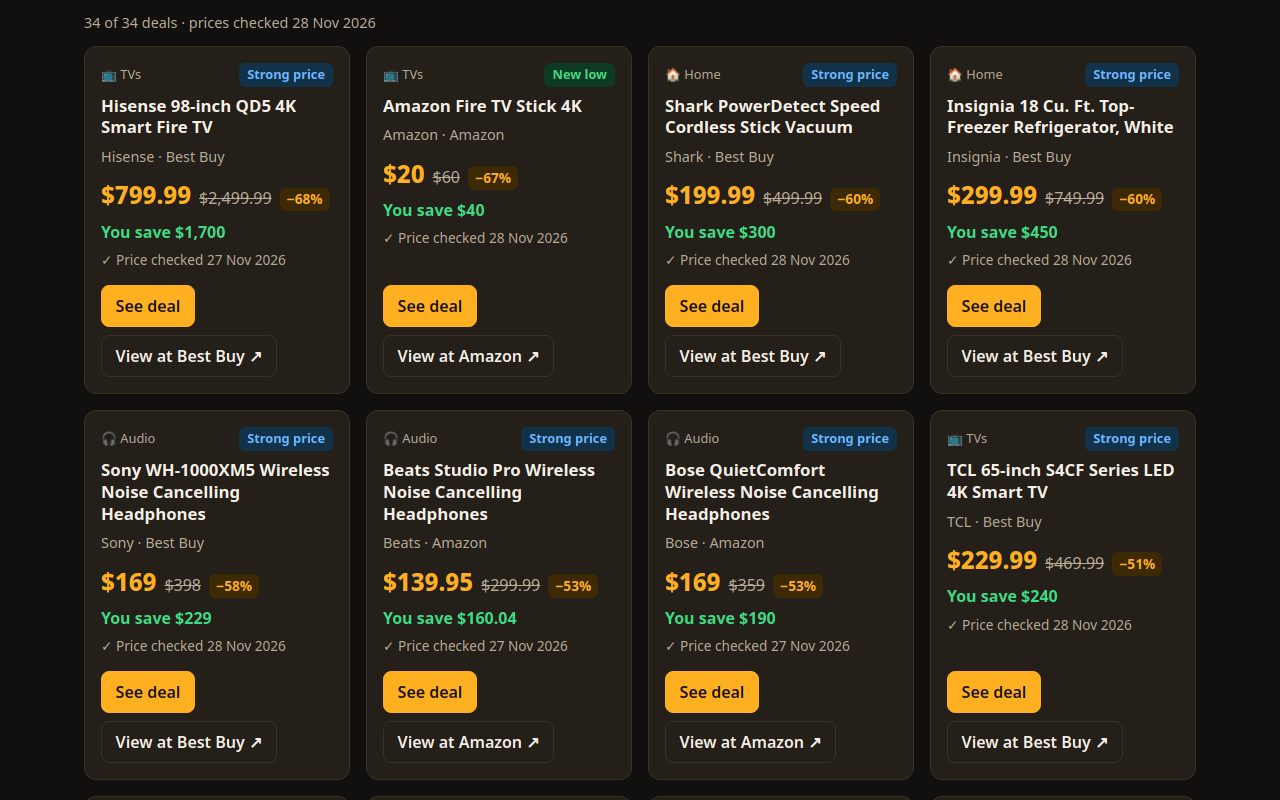 34 of 34 deals · prices checked 28 Nov 2026
📺 TVs
Strong price
Hisense 98-inch QD5 4K
Smart Fire TV
Hisense · Best Buy
$799.99 $2,499.99 −68%
You save $1,700
✓ Price checked 27 Nov 2026
See deal
View at Best Buy ↗
📺 TVs
New low
Amazon Fire TV Stick 4K
Amazon · Amazon
$20 $60 −67%
You save $40
✓ Price checked 28 Nov 2026
See deal
View at Amazon ↗
🏠 Home
Strong price
Shark PowerDetect Speed
Cordless Stick Vacuum
Shark · Best Buy
$199.99 $499.99 −60%
You save $300
✓ Price checked 28 Nov 2026
See deal
View at Best Buy ↗
🏠 Home
Strong price
Insignia 18 Cu. Ft. Top-
Freezer Refrigerator, White
Insignia · Best Buy
$299.99 $749.99 −60%
You save $450
✓ Price checked 28 Nov 2026
See deal
View at Best Buy ↗
🎧 Audio
Strong price
Sony WH-1000XM5 Wireless
Noise Cancelling
Headphones
Sony · Best Buy
$169 $398 −58%
You save $229
✓ Price checked 28 Nov 2026
See deal
View at Best Buy ↗
🎧 Audio
Strong price
Beats Studio Pro Wireless
Noise Cancelling
Headphones
Beats · Amazon
$139.95 $299.99 −53%
You save $160.04
✓ Price checked 27 Nov 2026
See deal
View at Amazon ↗
🎧 Audio
Strong price
Bose QuietComfort
Wireless Noise Cancelling
Headphones
Bose · Amazon
$169 $359 −53%
You save $190
✓ Price checked 27 Nov 2026
See deal
View at Amazon ↗
📺 TVs
Strong price
TCL 65-inch S4CF Series LED
4K Smart TV
TCL · Best Buy
$229.99 $469.99 −51%
You save $240
✓ Price checked 28 Nov 2026
See deal
View at Best Buy ↗